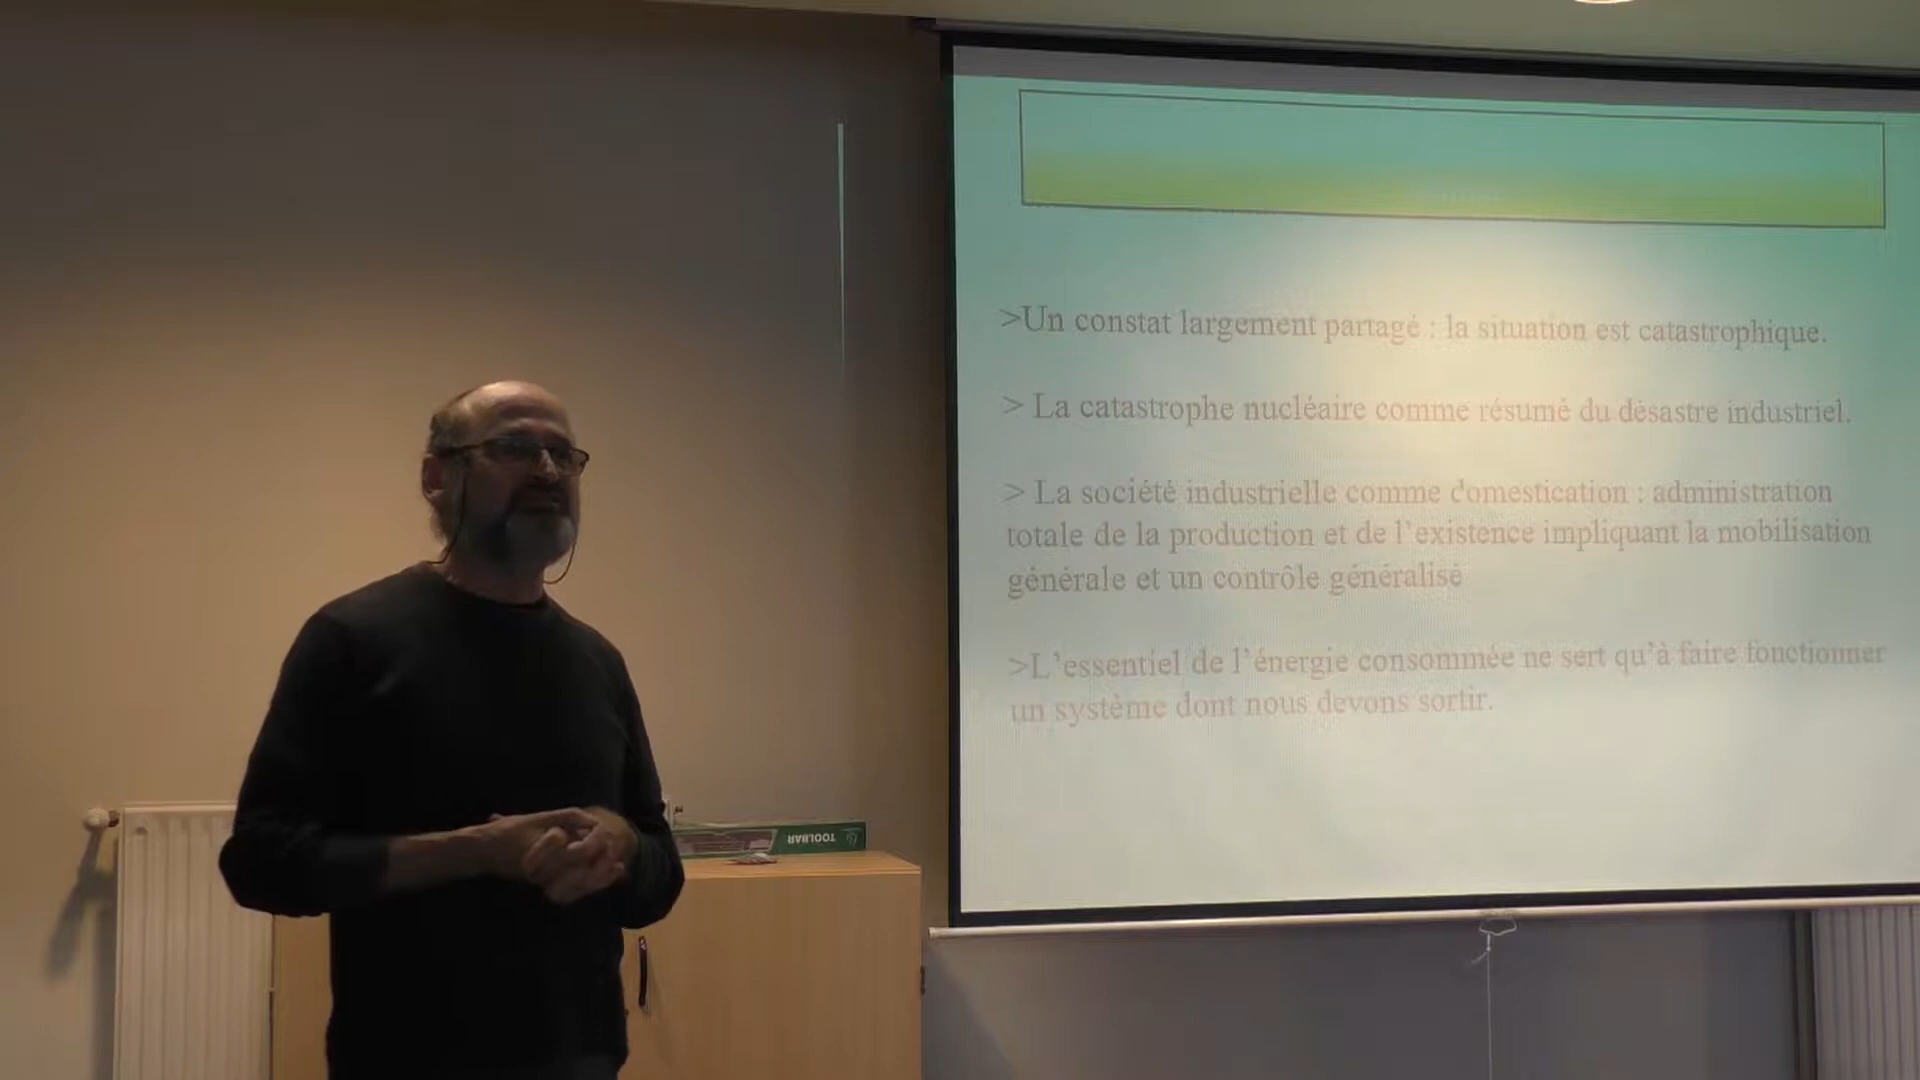 >Un constat largement partagé : la situation est catastrophique.
> La catastrophe nucléaire comme résumé du désastre industriel.
> La société industrielle comme domestication : administration
totale de la production et de l'existence impliquant la mobilisation
générale et un contrôle généralisé
>L'essentiel de l'énergie consommée ne sert qu'à faire fonctionner
un système dont nous devons sortir.
TOOLBAR